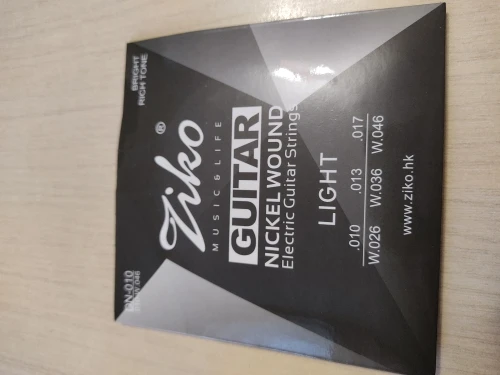 BRIGHT
RICH TONE
Ziko®
MUSIC & LIFE
GUITAR
NICKEL WOUND
Electric Guitar Strings
LIGHT
.010 .013 .017
W.026 W.036 W.046
www.ziko.hk
DN-010